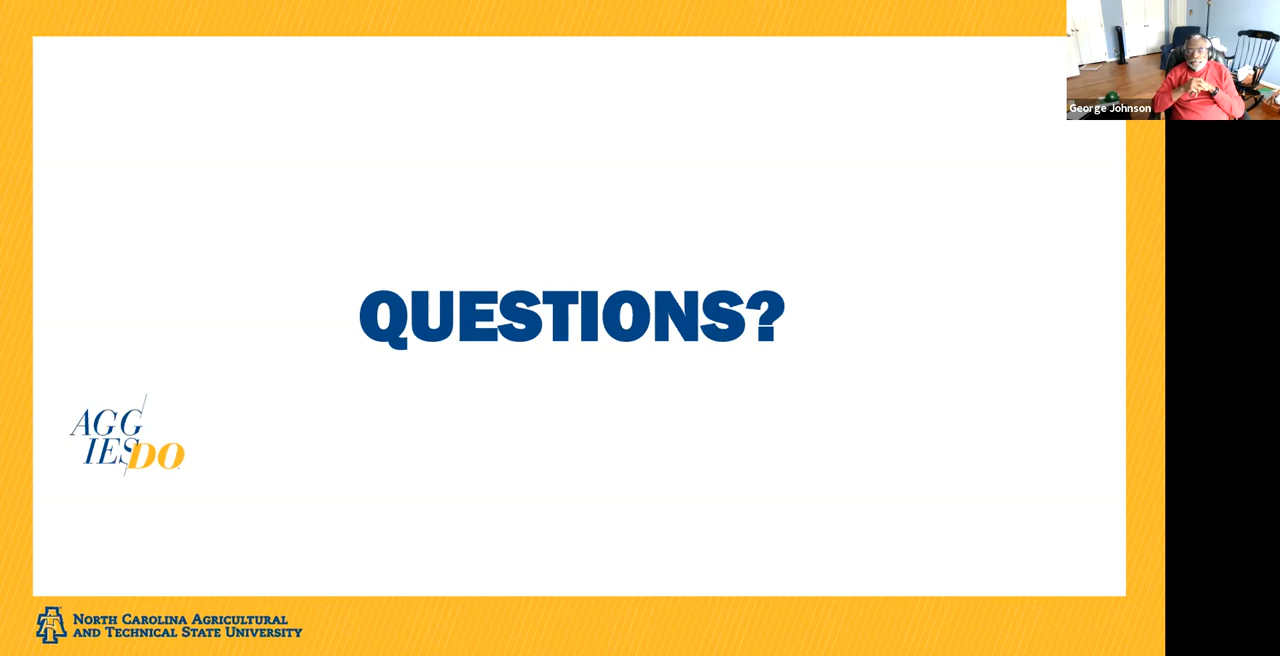 George Johnson
QUESTIONS?
AGG
IES DO
North Carolina Agricultural
and Technical State University